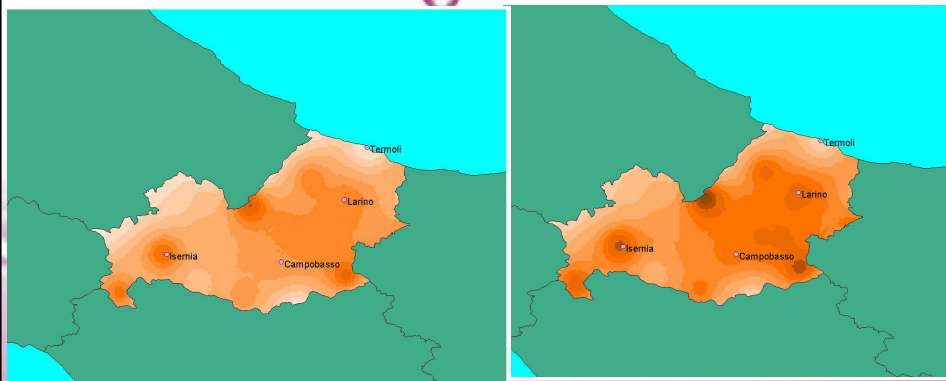 Termoli
Larino
Isernia
Campobasso
Termoli
Larino
Isernia
Campobasso